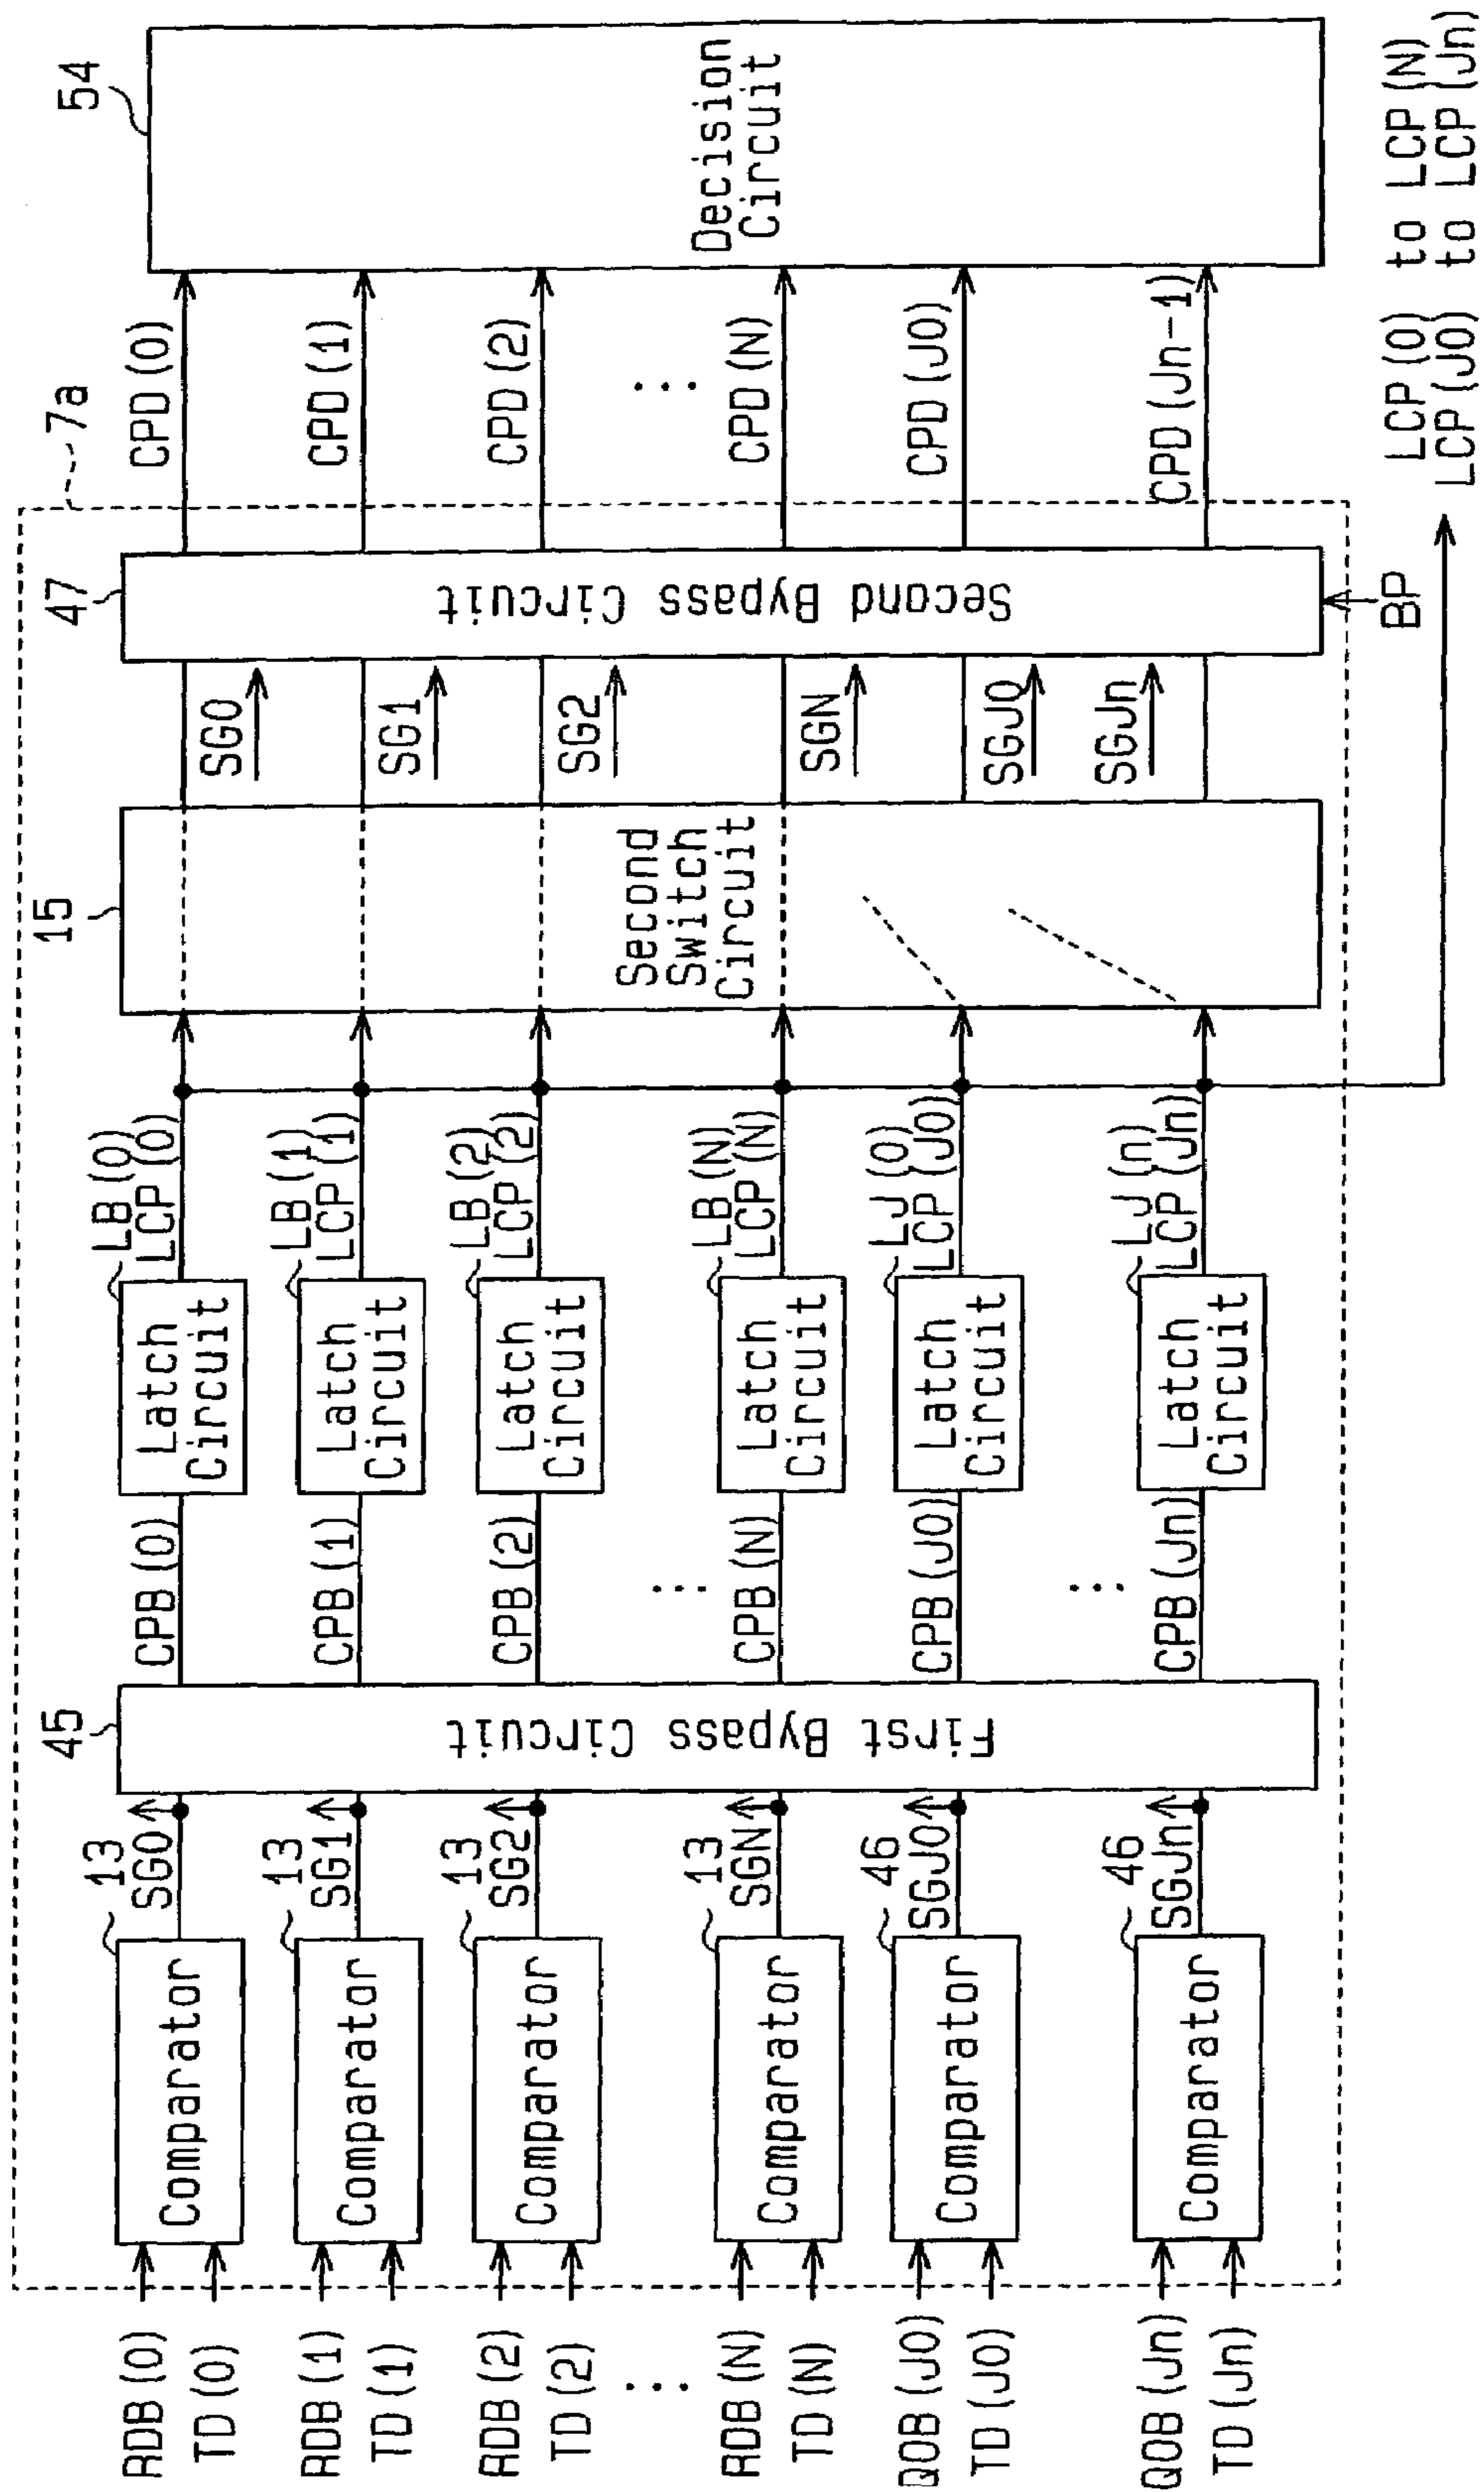 RDB (0)
TD (0)
RDB (1)
TD (1)
RDB (2)
TD (2)
...
RDB (N)
TD (N)
QOB (J0)
TD (J0)
QOB (Jn)
TD (Jn)
Comparator
13
SG0
Comparator
13
SG1
Comparator
13
SG2
Comparator
13
SGN
Comparator
46
SGJ0
Comparator
46
SGJn
45
First Bypass Circuit
CPB (0)
CPB (1)
CPB (2)
...
CPB (N)
CPB (J0)
...
CPB (Jn)
Latch
Circuit
LB (0)
LCP (0)
Latch
Circuit
LB (1)
LCP (1)
Latch
Circuit
LB (2)
LCP (2)
Latch
Circuit
LB (N)
LCP (N)
Latch
Circuit
LJ (0)
LCP (J0)
Latch
Circuit
LJ (n)
LCP (Jn)
15
Second
Switch
Circuit
SG0
SG1
SG2
SGN
SGJ0
SGJn
47
Second Bypass Circuit
BP
7a
CPD (0)
CPD (1)
CPD (2)
...
CPD (N)
CPD (J0)
CPD (Jn-1)
54
Decision
Circuit
LCP (0) to LCP (N)
LCP (J0) to LCP (Jn)